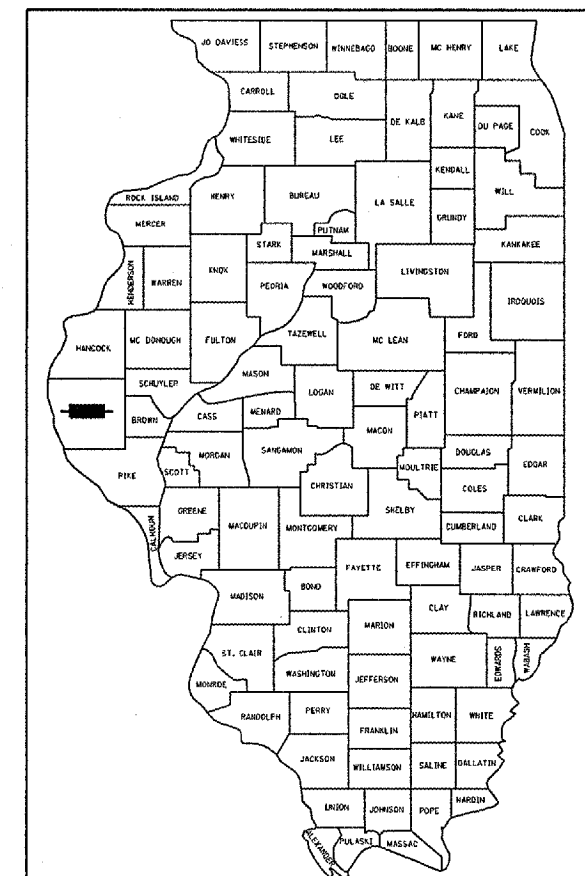 JO DAVIESS STEPHENSON WINNEBAGO BOONE MC HENRY LAKE
CARROLL OGLE
DE KALB KANE DU PAGE COOK
WHITESIDE LEE
KENDALL
ROCK ISLAND HENRY BUREAU LA SALLE GRUNDY WILL
MERCER PUTNAM
STARK MARSHALL KANKAKEE
HENDERSON WARREN KNOX PEORIA WOODFORD LIVINGSTON IROQUOIS
HANCOCK MC DONOUGH FULTON TAZEWELL MC LEAN FORD
SCHUYLER MASON LOGAN DE WITT CHAMPAIGN VERMILION
BROWN CASS MENARD MACON PIATT
PIKE SCOTT MORGAN SANGAMON MOULTRIE DOUGLAS EDGAR
CHRISTIAN COLES
GREENE MACOUPIN MONTGOMERY SHELBY CUMBERLAND CLARK
CALHOUN JERSEY
FAYETTE EFFINGHAM JASPER CRAWFORD
MADISON BOND CLAY RICHLAND LAWRENCE
CLINTON MARION
ST. CLAIR WAYNE EDWARDS WABASH
MONROE WASHINGTON JEFFERSON
RANDOLPH PERRY HAMILTON WHITE
FRANKLIN
JACKSON WILLIAMSON SALINE GALLATIN
UNION JOHNSON POPE HARDIN
ALEXANDER PULASKI MASSAC